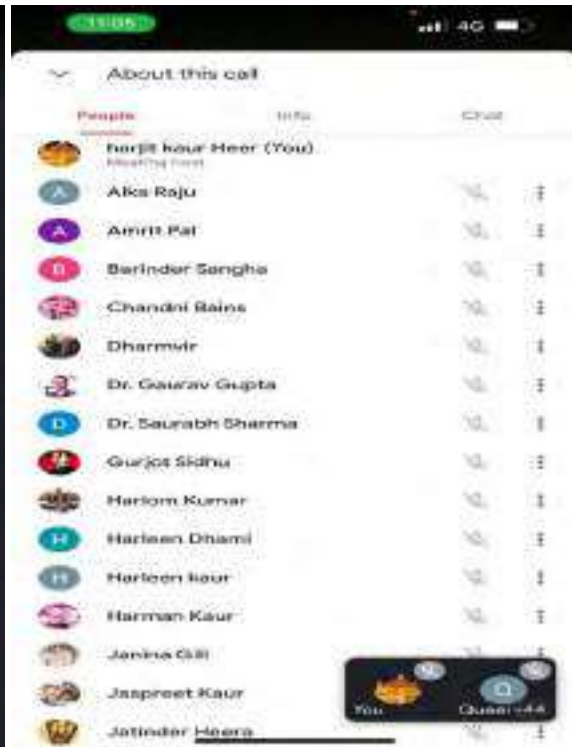 11:05 4G
About this call
People Info Chat
harjit kaur Heer (You)
Meeting host
A Alka Raju
A Amrit Pal
B Barinder Sangha
Chandni Bains
Dharmvir
Dr. Gaurav Gupta
D Dr. Saurabh Sharma
Gurjot Sidhu
Hariom Kumar
H Harleen Dhami
H Harleen kaur
Harman Kaur
Janina Gill
Jaspreet Kaur
Jatinder Heera
Q
You +44